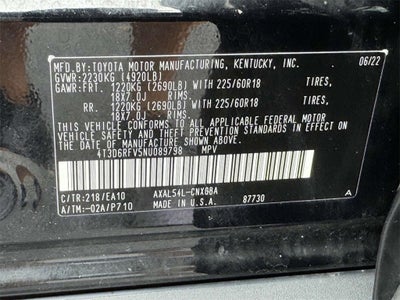 MFD. BY:TOYOTA MOTOR MANUFACTURING, KENTUCKY, INC. 06/22
GVWR:2230KG (4920LB)
GAWR:FRT. 1220KG (2690LB) WITH 225/60R18 TIRES,
18X7.0J RIMS,
RR. 1220KG (2690LB) WITH 225/60R18 TIRES,
18X7.0J RIMS,
THIS VEHICLE CONFORMS TO ALL APPLICABLE FEDERAL MOTOR
VEHICLE SAFETY STANDARDS IN EFFECT ON THE DATE OF MANUFACTURE
SHOWN ABOVE.
4T3D6RFV5NU089798 MPV
C/TR:218/EA10 AXAL54L-CNXGBA A
A/TM:-02A/P710 MADE IN U.S.A. 87730